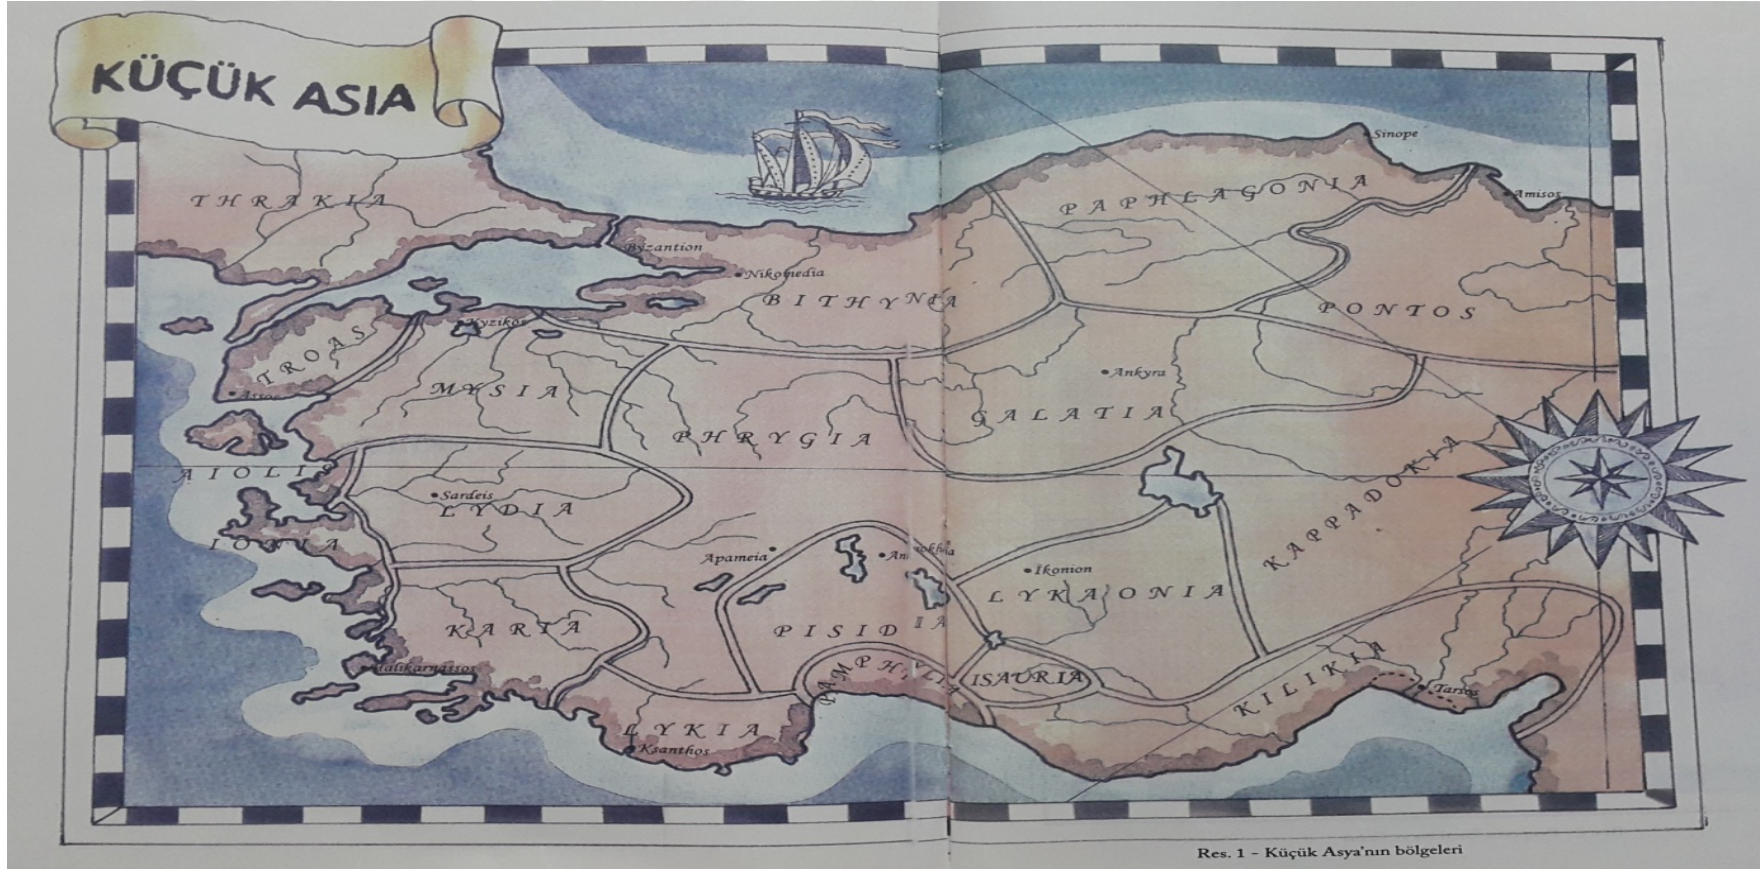 KÜÇÜK ASIA
Sinope
THRAKIA
PAPHLAGONIA
Amisos
Byzantion
Nikomedia
BITHYNIA
PONTOS
Kyzikos
TROAS
Ankyra
MYSIA
Assos
GALATIA
PHRYGIA
KAPPADOKIA
AIOLIS
Sardeis
LYDIA
IONIA
Apameia
Antiokhia
Ikonion
LYKAONIA
KARIA
PISIDIA
Halikarnassos
PAMPHYLIA
ISAURIA
KILIKIA
Tarsos
LYKIA
Ksanthos
Res. 1 - Küçük Asya'nın bölgeleri